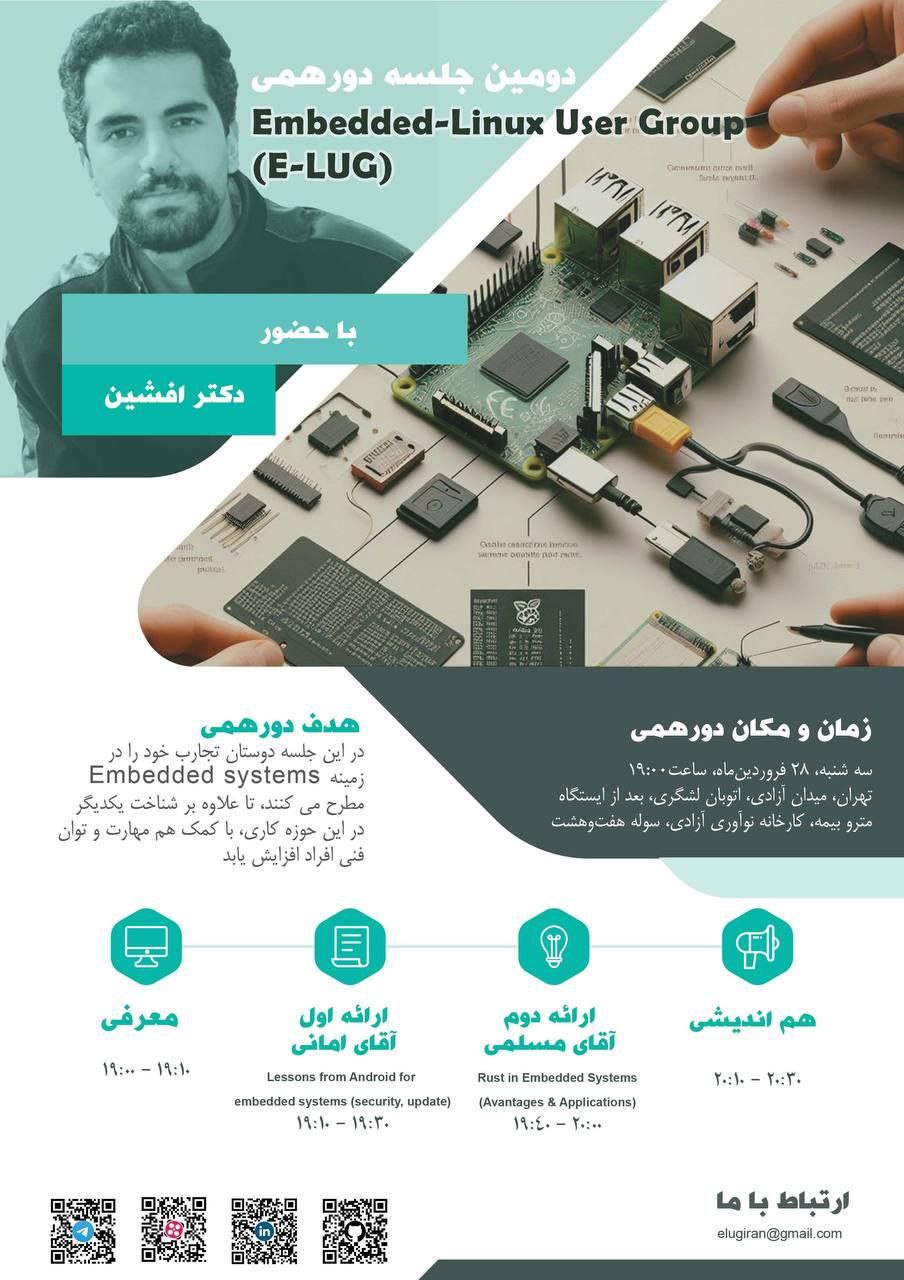 دومین جلسه دورهمی
Embedded-Linux User Group
(E-LUG)
با حضور
دکتر افشین
زمان و مکان دورهمی
سه شنبه، ۲۸ فروردین‌ماه، ساعت ۱۹:۰۰
تهران، میدان آزادی، اتوبان لشگری، بعد از ایستگاه
مترو بیمه، کارخانه نوآوری آزادی، سوله هفت‌وهشت
هدف دورهمی
در این جلسه دوستان تجارب خود را در
زمینه Embedded systems
مطرح می کنند، تا علاوه بر شناخت یکدیگر
در این حوزه کاری، با کمک هم مهارت و توان
فنی افراد افزایش یابد
معرفی
۱۹:۰۰ – ۱۹:۱۰
ارائه اول
آقای امانی
Lessons from Android for
embedded systems (security, update)
۱۹:۱۰ – ۱۹:۳۰
ارائه دوم
آقای مسلمی
Rust in Embedded Systems
(Avantages & Applications)
۱۹:۴۰ – ۲۰:۰۰
هم اندیشی
۲۰:۱۰ – ۲۰:۳۰
ارتباط با ما
elugiran@gmail.com
in